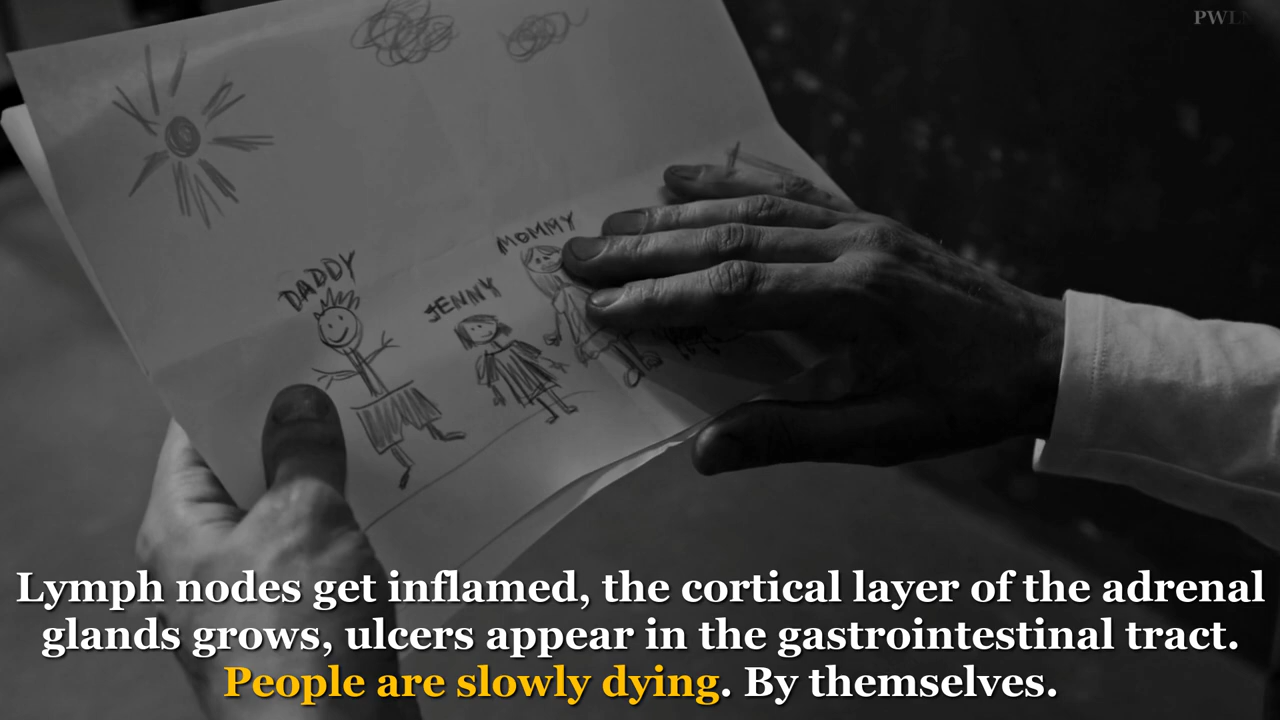 PWLN
DADDY
JENNY
MOMMY
Lymph nodes get inflamed, the cortical layer of the adrenal
glands grows, ulcers appear in the gastrointestinal tract.
People are slowly dying. By themselves.